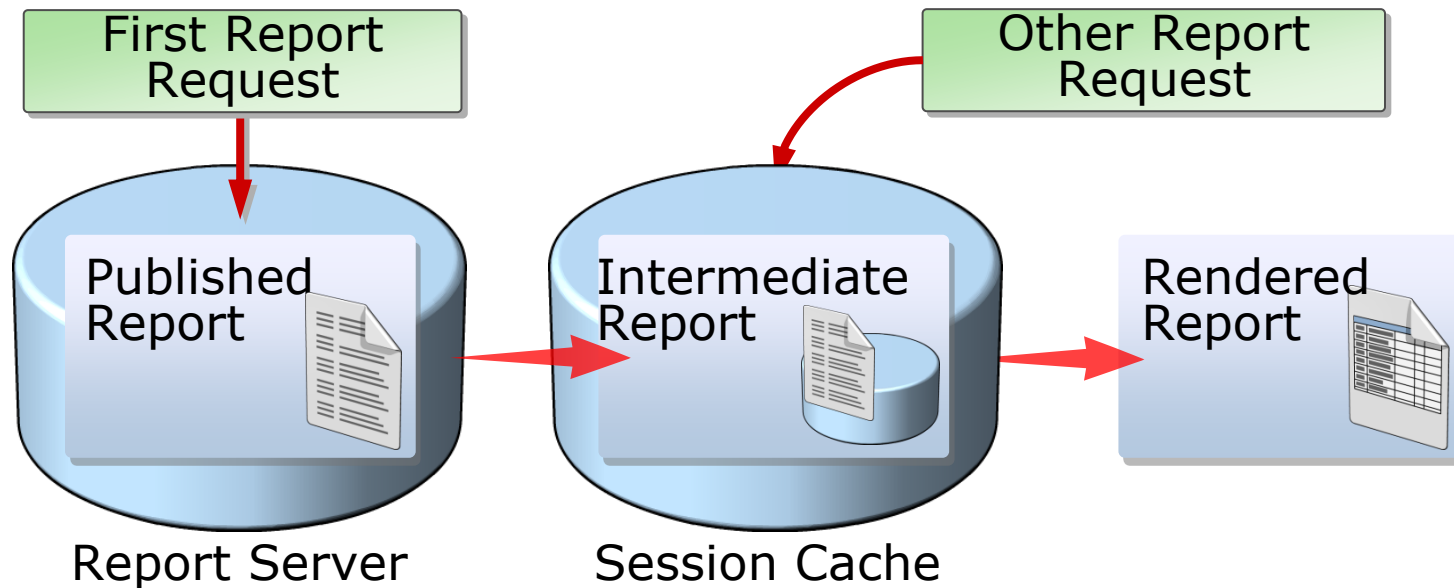 First Report
Request
Other Report
Request
Published
Report
Intermediate
Report
Rendered
Report
Report Server
Session Cache